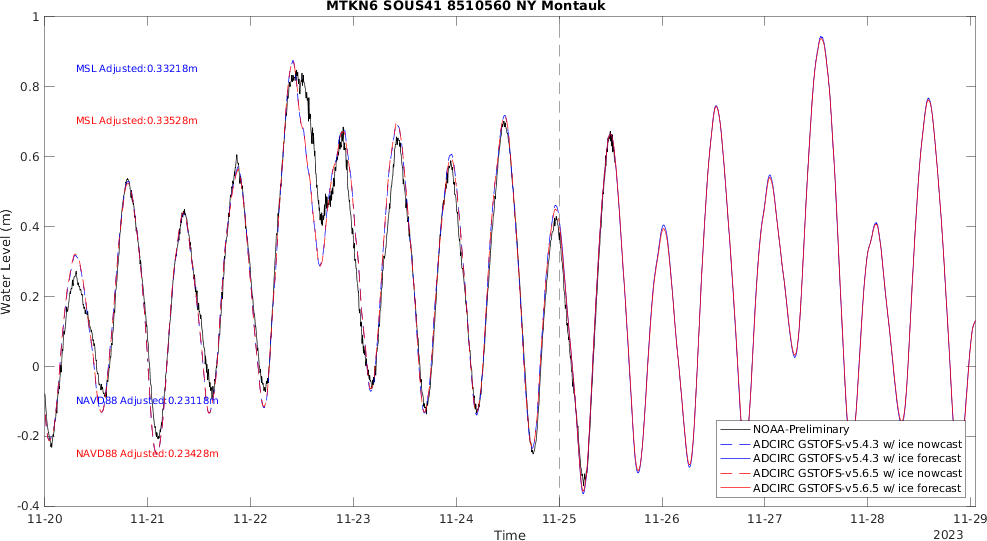 MTKN6 SOUS41 8510560 NY Montauk
Water Level (m)
1
0.8
0.6
0.4
0.2
0
-0.2
-0.4
MSL Adjusted:0.33218m
MSL Adjusted:0.33528m
NAVD88 Adjusted:0.23118m
NAVD88 Adjusted:0.23428m
NOAA-Preliminary
ADCIRC GSTOFS-v5.4.3 w/ ice nowcast
ADCIRC GSTOFS-v5.4.3 w/ ice forecast
ADCIRC GSTOFS-v5.6.5 w/ ice nowcast
ADCIRC GSTOFS-v5.6.5 w/ ice forecast
11-20 11-21 11-22 11-23 11-24 11-25 11-26 11-27 11-28 11-29
Time
2023